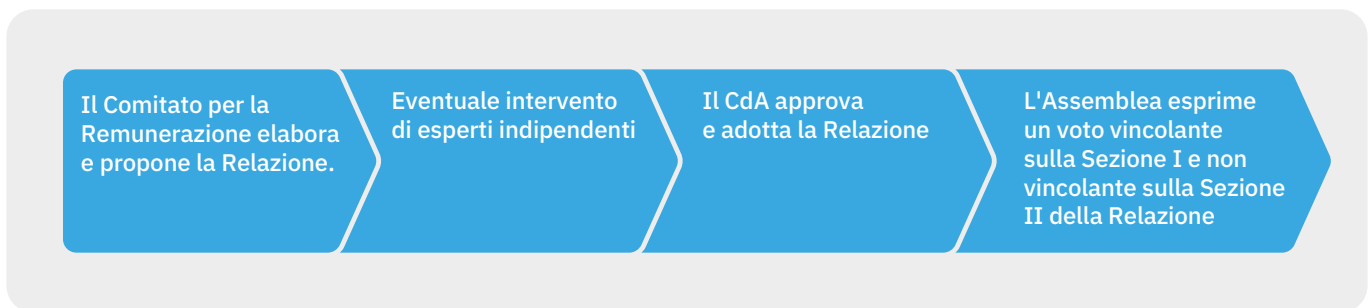 Il Comitato per la
Remunerazione elabora
e propone la Relazione.
Eventuale intervento
di esperti indipendenti
Il CdA approva
e adotta la Relazione
L'Assemblea esprime
un voto vincolante
sulla Sezione I e non
vincolante sulla Sezione
II della Relazione